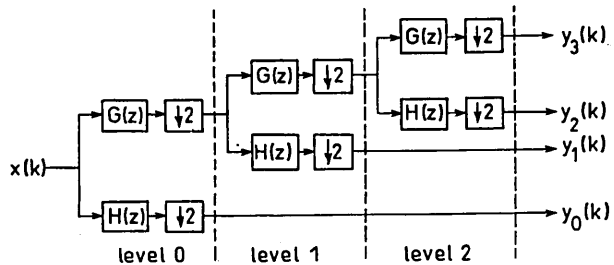 G(z) ↓2 y₃(k)
G(z) ↓2
H(z) ↓2 y₂(k)
G(z) ↓2
H(z) ↓2 y₁(k)
x(k)
H(z) ↓2 y₀(k)
level 0 level 1 level 2